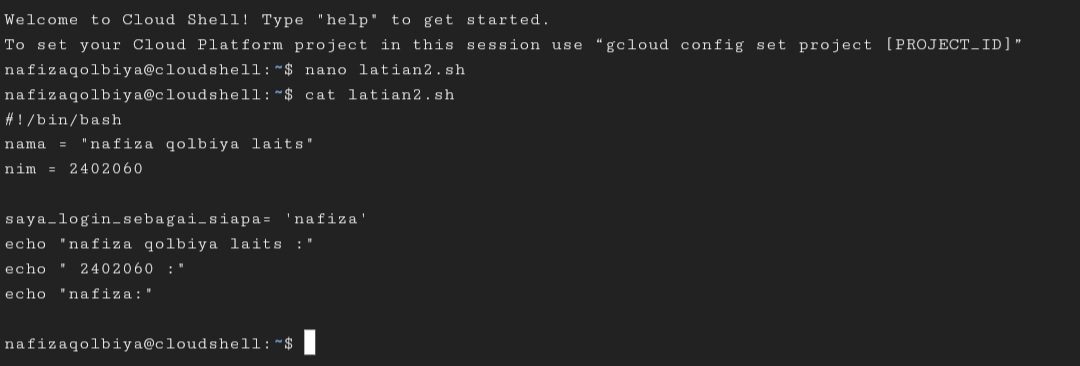 Welcome to Cloud Shell! Type "help" to get started.
To set your Cloud Platform project in this session use “gcloud config set project [PROJECT_ID]”
nafizaqolbiya@cloudshell:~$ nano latian2.sh
nafizaqolbiya@cloudshell:~$ cat latian2.sh
#!/bin/bash
nama = "nafiza qolbiya laits"
nim = 2402060
saya_login_sebagai_siapa= 'nafiza'
echo "nafiza qolbiya laits :"
echo " 2402060 :"
echo "nafiza:"
nafizaqolbiya@cloudshell:~$